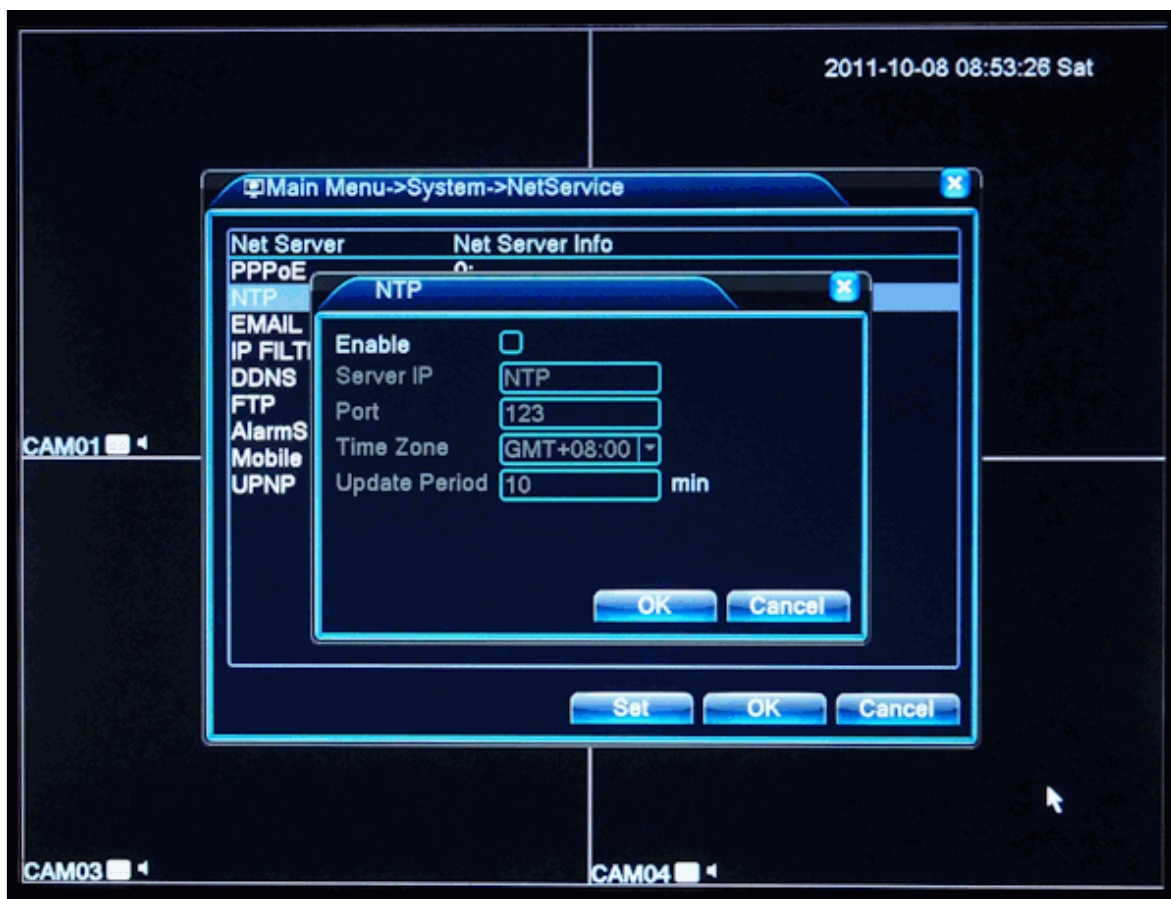 2011-10-08 08:53:26 Sat
Main Menu->System->NetService
Net Server Net Server Info
PPPoE 0:
NTP
EMAIL
IP FILT
DDNS
FTP
AlarmS
Mobile
UPNP
NTP
Enable
Server IP NTP
Port 123
Time Zone GMT+08:00
Update Period 10 min
OK Cancel
Set OK Cancel
CAM01
CAM03
CAM04